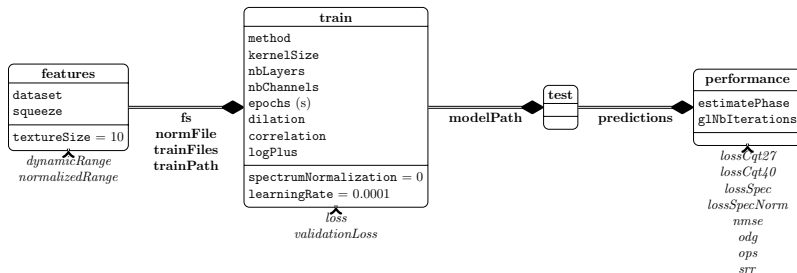 features
dataset
squeeze
textureSize = 10
dynamicRange
normalizedRange
fs
normFile
trainFiles
trainPath
train
method
kernelSize
nbLayers
nbChannels
epochs (s)
dilation
correlation
logPlus
spectrumNormalization = 0
learningRate = 0.0001
loss
validationLoss
modelPath
test
predictions
performance
estimatePhase
glNbIterations
lossCqt27
lossCqt40
lossSpec
lossSpecNorm
nmse
odg
ops
srr